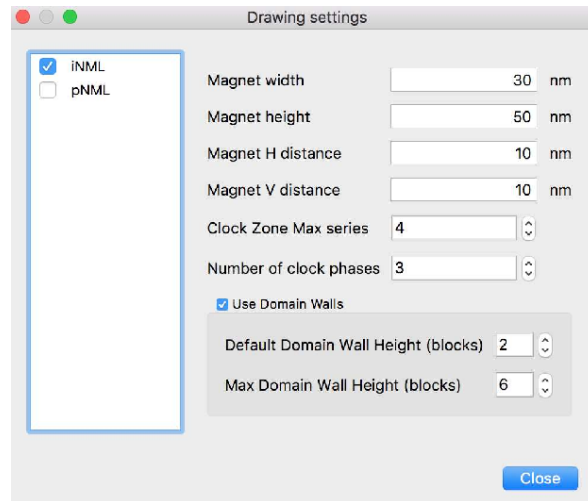 Drawing settings
iNML
pNML
Magnet width 30 nm
Magnet height 50 nm
Magnet H distance 10 nm
Magnet V distance 10 nm
Clock Zone Max series 4
Number of clock phases 3
Use Domain Walls
Default Domain Wall Height (blocks) 2
Max Domain Wall Height (blocks) 6
Close